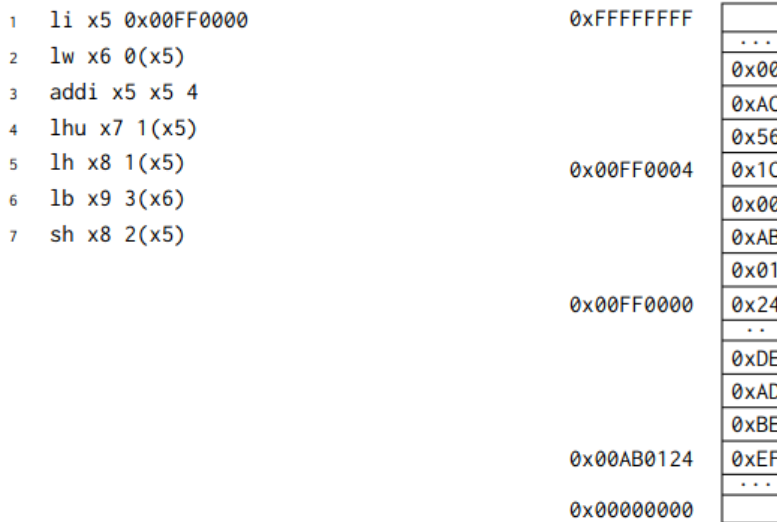 1 li x5 0x00FF0000
2 lw x6 0(x5)
3 addi x5 x5 4
4 lhu x7 1(x5)
5 lh x8 1(x5)
6 lb x9 3(x6)
7 sh x8 2(x5)
0xFFFFFFFF
...
0x00
0xAC
0x56
0x00FF0004 0x1C
0x00
0xAB
0x01
0x00FF0000 0x24
..
0xDE
0xAD
0xBE
0x00AB0124 0xEF
...
0x00000000